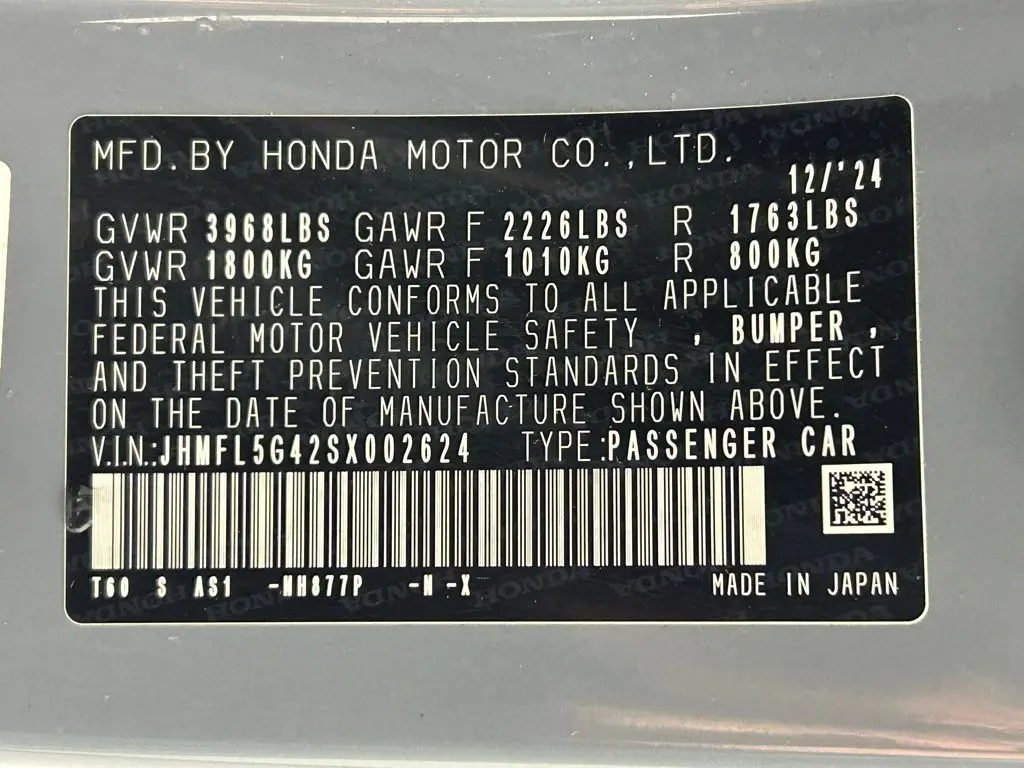 MFD. BY HONDA MOTOR CO.,LTD.
12/'24
GVWR 3968LBS GAWR F 2226LBS R 1763LBS
GVWR 1800KG GAWR F 1010KG R 800KG
THIS VEHICLE CONFORMS TO ALL APPLICABLE
FEDERAL MOTOR VEHICLE SAFETY , BUMPER ,
AND THEFT PREVENTION STANDARDS IN EFFECT
ON THE DATE OF MANUFACTURE SHOWN ABOVE.
V.I.N.:JHMFL5G42SX002624 TYPE:PASSENGER CAR
T60 S AS1 -NH877P -N -X MADE IN JAPAN